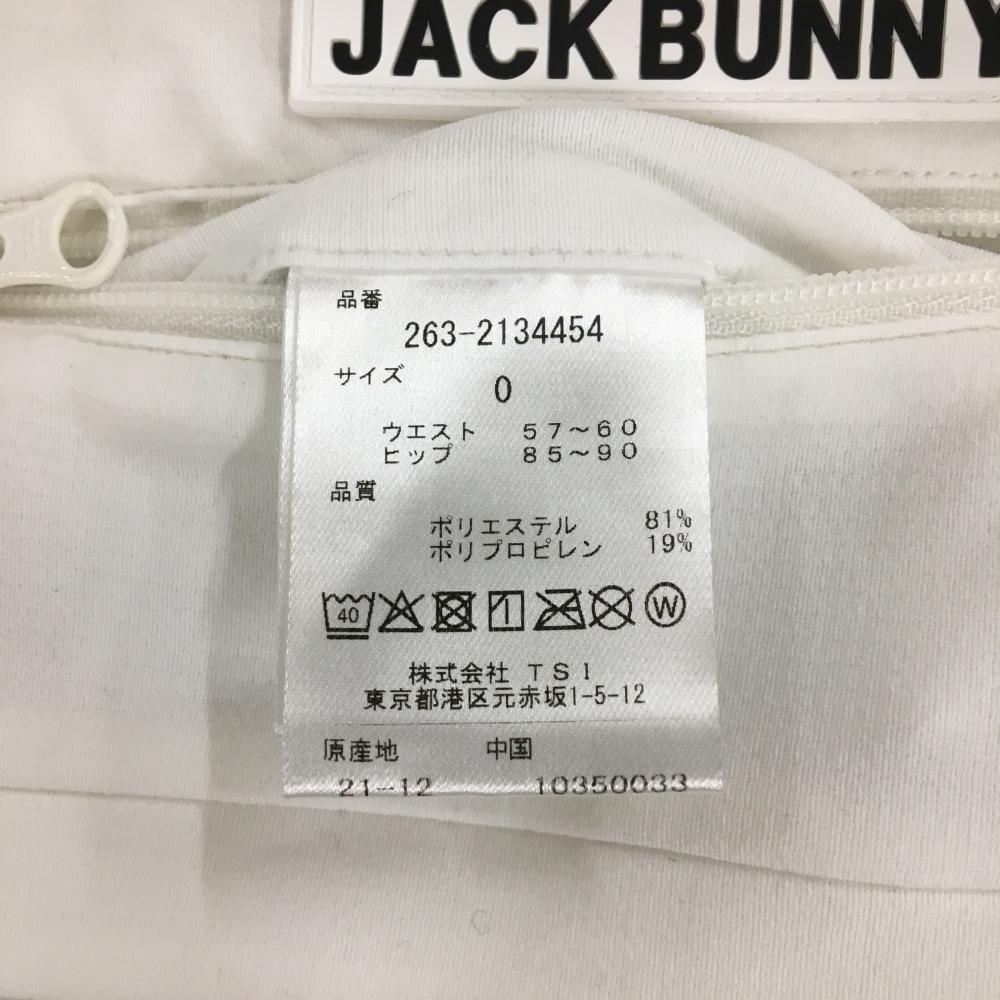 JACK BUNNY
品番
263-2134454
サイズ 0
ウエスト 57～60
ヒップ 85～90
品質
ポリエステル 81%
ポリプロピレン 19%
40 W
株式会社 TSI
東京都港区元赤坂1-5-12
原産地 中国
21-12 10350033